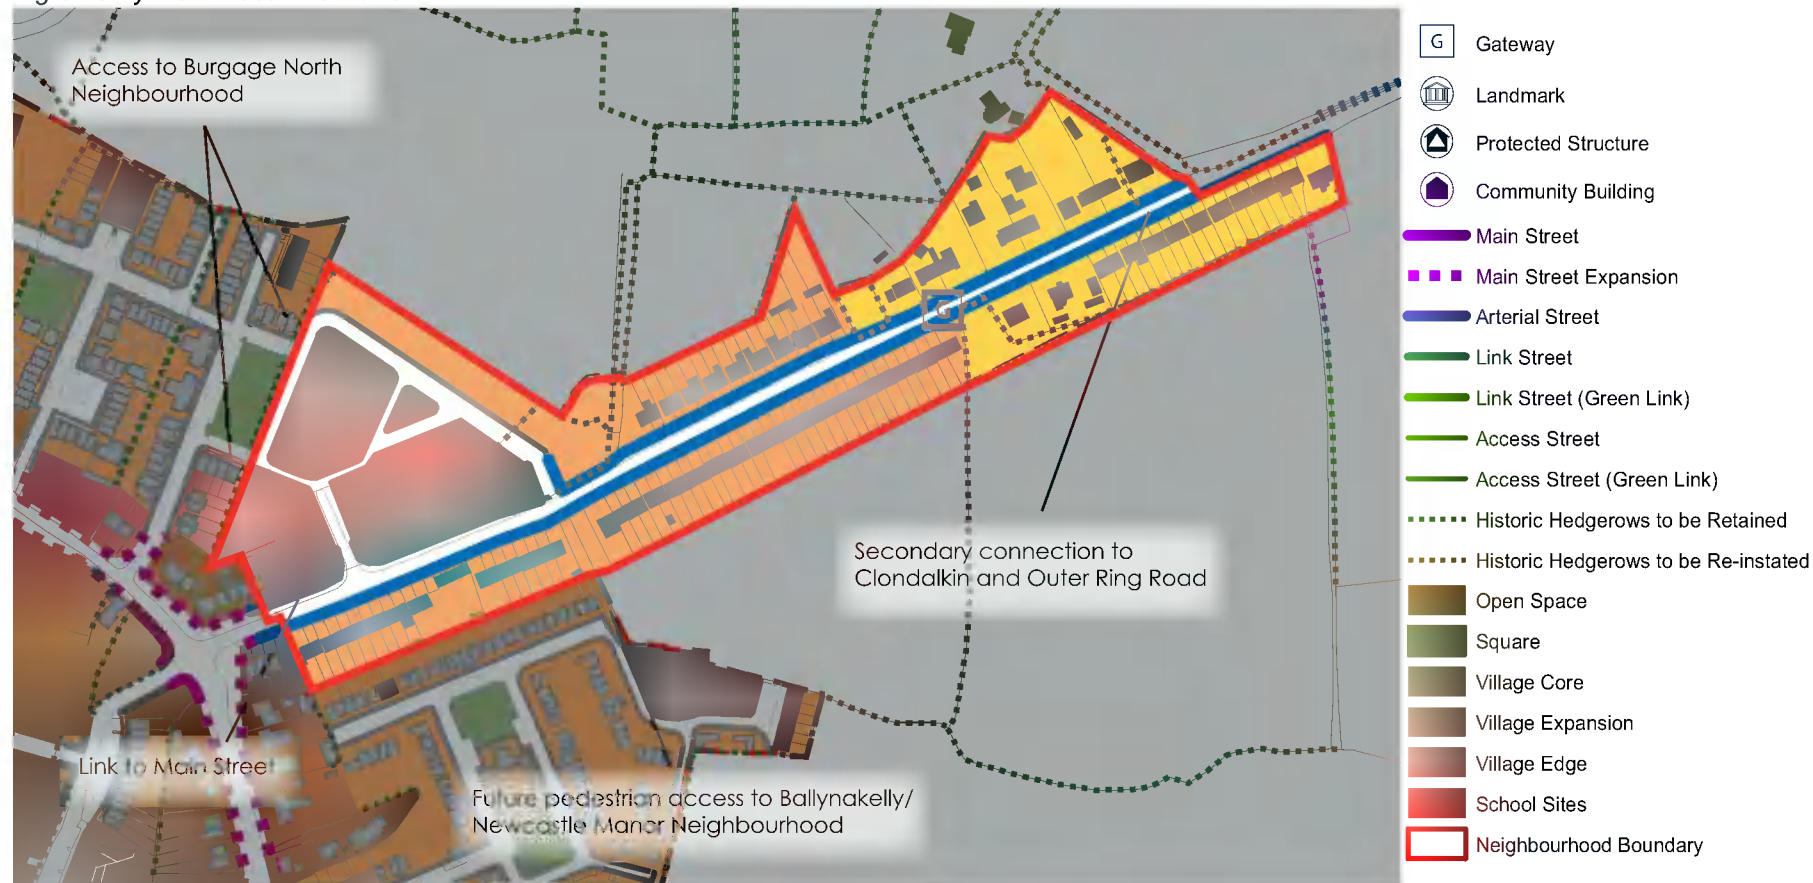 Access to Burgage North
Neighbourhood
G
Secondary connection to
Clondalkin and Outer Ring Road
Link to Main Street
Future pedestrian access to Ballynakelly/
Newcastle Manor Neighbourhood
G
Gateway
Landmark
Protected Structure
Community Building
Main Street
Main Street Expansion
Arterial Street
Link Street
Link Street (Green Link)
Access Street
Access Street (Green Link)
Historic Hedgerows to be Retained
Historic Hedgerows to be Re-instated
Open Space
Square
Village Core
Village Expansion
Village Edge
School Sites
Neighbourhood Boundary